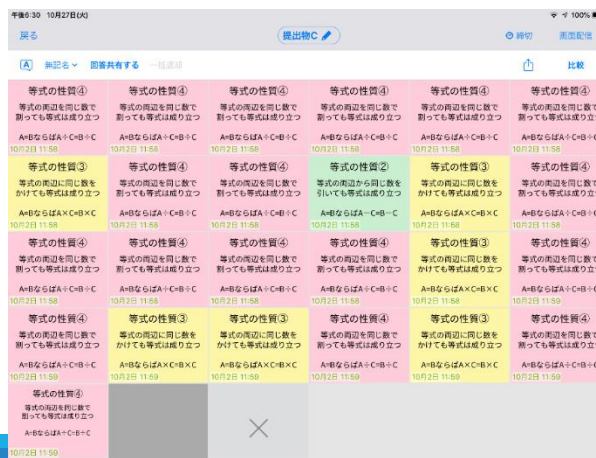 午後6:30 10月27日(火) 100%
戻る 提出物C 締切 画面配信
A 無記名 回答共有する 一括返却 比較
等式の性質④ 等式の性質④ 等式の性質④ 等式の性質④ 等式の性質④ 等式の性質④
等式の両辺を同じ数で 等式の両辺を同じ数で 等式の両辺を同じ数で 等式の両辺を同じ数で 等式の両辺を同じ数で 等式の両辺を同じ数
割っても等式は成り立つ 割っても等式は成り立つ 割っても等式は成り立つ 割っても等式は成り立つ 割っても等式は成り立つ 割っても等式は成り立
A=BならばA÷C=B÷C A=BならばA÷C=B÷C A=BならばA÷C=B÷C A=BならばA÷C=B÷C A=BならばA÷C=B÷C A=BならばA÷C=B÷
10月2日 11:58 10月2日 11:58 10月2日 11:58 10月2日 11:58 10月2日 11:58 10月2日 11:58
等式の性質③ 等式の性質④ 等式の性質④ 等式の性質② 等式の性質③ 等式の性質④
等式の両辺に同じ数を 等式の両辺を同じ数で 等式の両辺を同じ数で 等式の両辺から同じ数を 等式の両辺に同じ数を 等式の両辺を同じ数
かけても等式は成り立つ 割っても等式は成り立つ 割っても等式は成り立つ 引いても等式は成り立つ かけても等式は成り立つ 割っても等式は成り立
A=BならばA×C=B×C A=BならばA÷C=B÷C A=BならばA÷C=B÷C A=BならばA－C=B－C A=BならばA×C=B×C A=BならばA÷C=B÷
10月2日 11:58 10月2日 11:58 10月2日 11:58 10月2日 11:58 10月2日 11:58 10月2日 11:58
等式の性質④ 等式の性質④ 等式の性質④ 等式の性質④ 等式の性質③ 等式の性質④
等式の両辺を同じ数で 等式の両辺を同じ数で 等式の両辺を同じ数で 等式の両辺を同じ数で 等式の両辺に同じ数を 等式の両辺を同じ数
割っても等式は成り立つ 割っても等式は成り立つ 割っても等式は成り立つ 割っても等式は成り立つ かけても等式は成り立つ 割っても等式は成り立
A=BならばA÷C=B÷C A=BならばA÷C=B÷C A=BならばA÷C=B÷C A=BならばA÷C=B÷C A=BならばA×C=B×C A=BならばA÷C=B÷
10月2日 11:58 10月2日 11:58 10月2日 11:58 10月2日 11:58 10月2日 11:58
等式の性質④ 等式の性質③ 等式の性質③ 等式の性質④ 等式の性質③ 等式の性質④
等式の両辺を同じ数で 等式の両辺に同じ数を 等式の両辺に同じ数を 等式の両辺を同じ数で 等式の両辺に同じ数を 等式の両辺を同じ数
割っても等式は成り立つ かけても等式は成り立つ かけても等式は成り立つ 割っても等式は成り立つ かけても等式は成り立つ 割っても等式は成り立
A=BならばA÷C=B÷C A=BならばA×C=B×C A=BならばA×C=B×C A=BならばA÷C=B÷C A=BならばA×C=B×C A=BならばA÷C=B÷
10月2日 11:59 10月2日 11:59 10月2日 11:59 10月2日 11:59 10月2日 11:59 10月2日 11:59
等式の性質④
等式の両辺を同じ数で
割っても等式は成り立つ
A=BならばA÷C=B÷C
10月2日 11:59